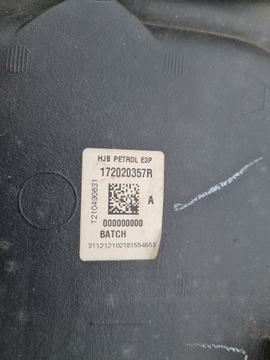 HJB PETROL E3P
172020357R
T210490631
A
000000000
BATCH
311212102181554653